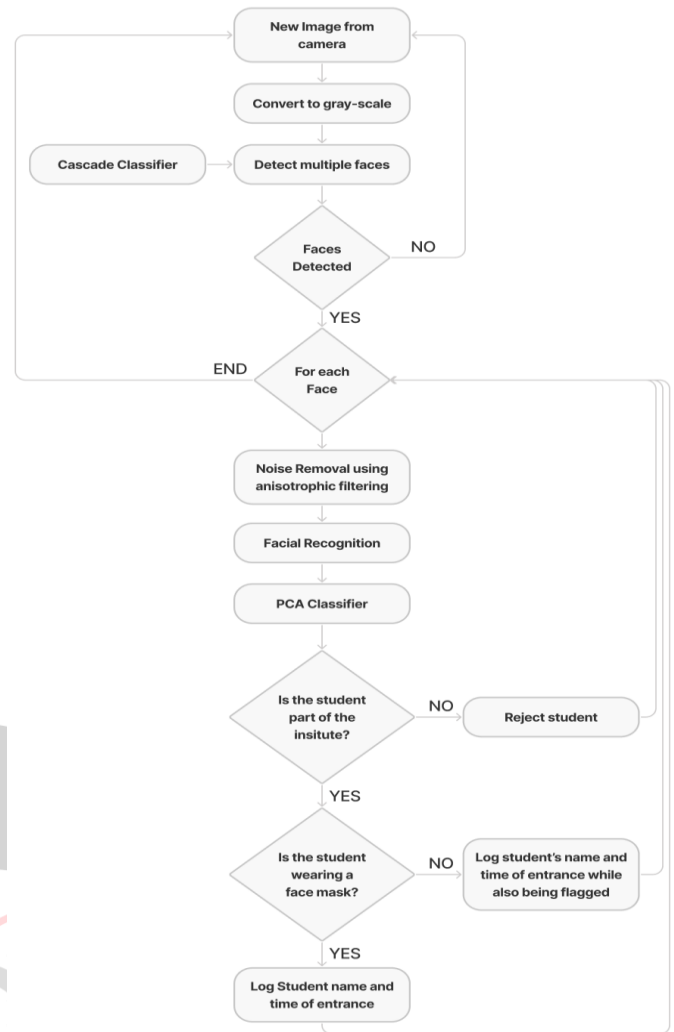 New Image from
camera
Convert to gray-scale
Cascade Classifier
Detect multiple faces
Faces
Detected
NO
YES
END
For each
Face
Noise Removal using
anisotrophic filtering
Facial Recognition
PCA Classifier
Is the student
part of the
insitute?
NO
Reject student
YES
Is the student
wearing a
face mask?
NO
Log student's name and
time of entrance while
also being flagged
YES
Log Student name and
time of entrance